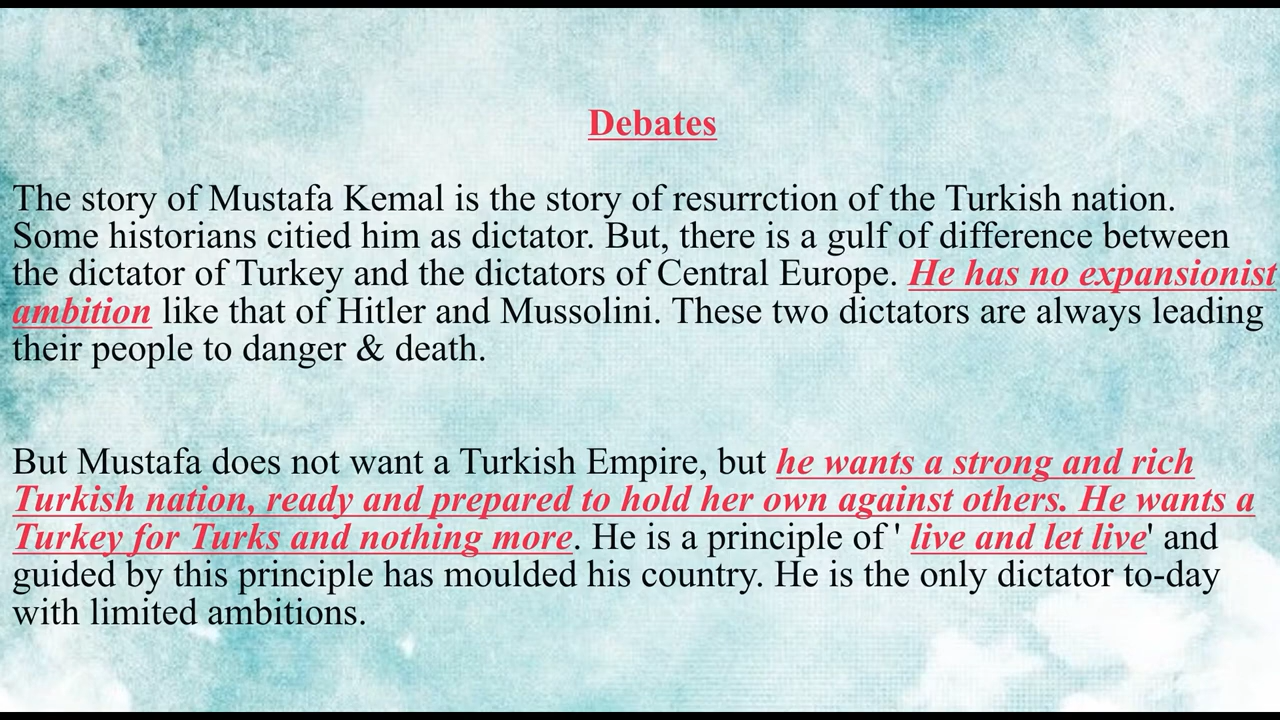 Debates
The story of Mustafa Kemal is the story of resurrction of the Turkish nation.
Some historians citied him as dictator. But, there is a gulf of difference between
the dictator of Turkey and the dictators of Central Europe. He has no expansionist
ambition like that of Hitler and Mussolini. These two dictators are always leading
their people to danger & death.
But Mustafa does not want a Turkish Empire, but he wants a strong and rich
Turkish nation, ready and prepared to hold her own against others. He wants a
Turkey for Turks and nothing more. He is a principle of ' live and let live' and
guided by this principle has moulded his country. He is the only dictator to-day
with limited ambitions.